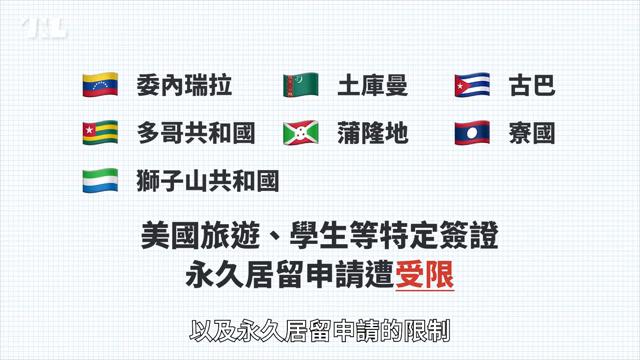 TL
委內瑞拉 土庫曼 古巴
多哥共和國 蒲隆地 寮國
獅子山共和國
美國旅遊、學生等特定簽證
永久居留申請遭受限
以及永久居留申請的限制